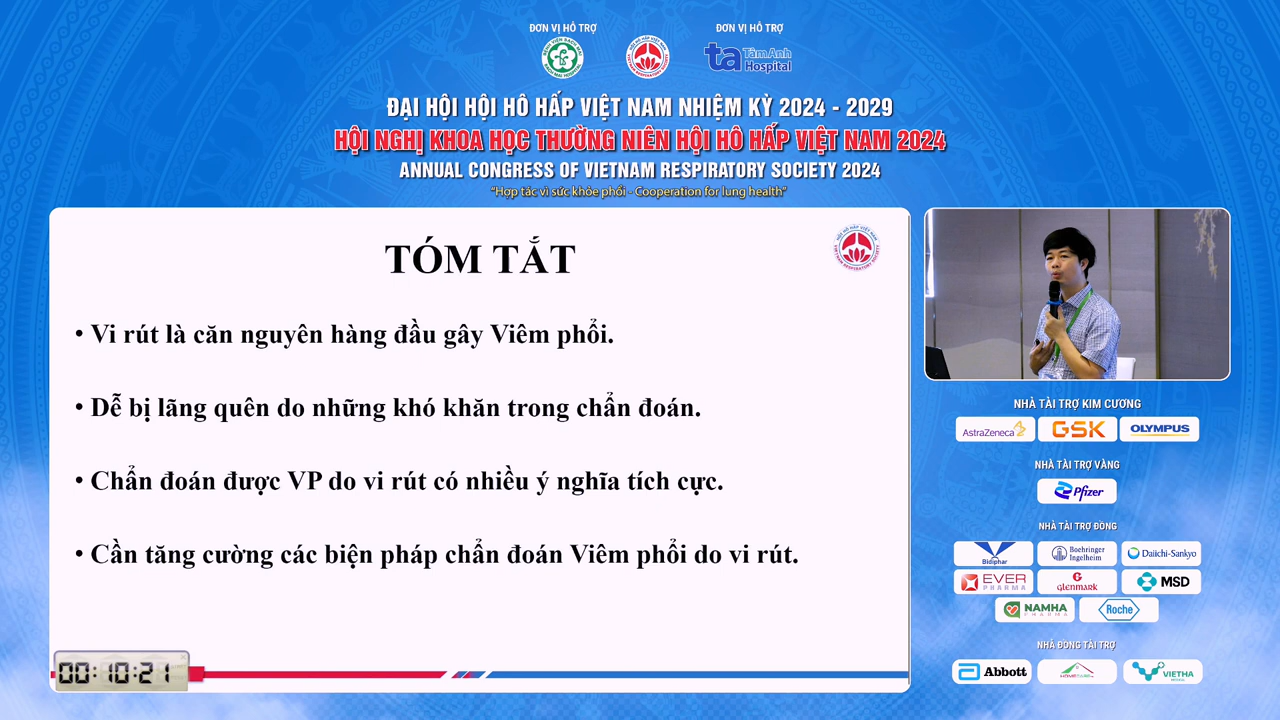 ĐƠN VỊ HỖ TRỢ
ĐƠN VỊ HỖ TRỢ
ta TâmAnh Hospital
ĐẠI HỘI HỘI HÔ HẤP VIỆT NAM NHIỆM KỲ 2024 - 2029
HỘI NGHỊ KHOA HỌC THƯỜNG NIÊN HỘI HÔ HẤP VIỆT NAM 2024
ANNUAL CONGRESS OF VIETNAM RESPIRATORY SOCIETY 2024
"Hợp tác vì sức khỏe phổi - Cooperation for lung health"
TÓM TẮT
• Vi rút là căn nguyên hàng đầu gây Viêm phổi.
• Dễ bị lãng quên do những khó khăn trong chẩn đoán.
• Chẩn đoán được VP do vi rút có nhiều ý nghĩa tích cực.
• Cần tăng cường các biện pháp chẩn đoán Viêm phổi do vi rút.
00:10:21
NHÀ TÀI TRỢ KIM CƯƠNG
AstraZeneca GSK OLYMPUS
NHÀ TÀI TRỢ VÀNG
Pfizer
NHÀ TÀI TRỢ ĐỒNG
Bidiphar Boehringer Ingelheim Daiichi-Sankyo
EVER PHARMA GLENMARK MSD
NAMHA PHARMA Roche
NHÀ ĐỒNG TÀI TRỢ
Abbott VIETHA